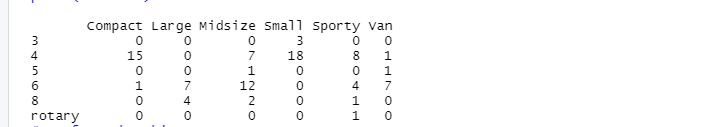 Compact Large Midsize Small Sporty Van
3 0 0 0 3 0 0
4 15 0 7 18 8 1
5 0 0 1 0 0 1
6 1 7 12 0 4 7
8 0 4 2 0 1 0
rotary 0 0 0 0 1 0